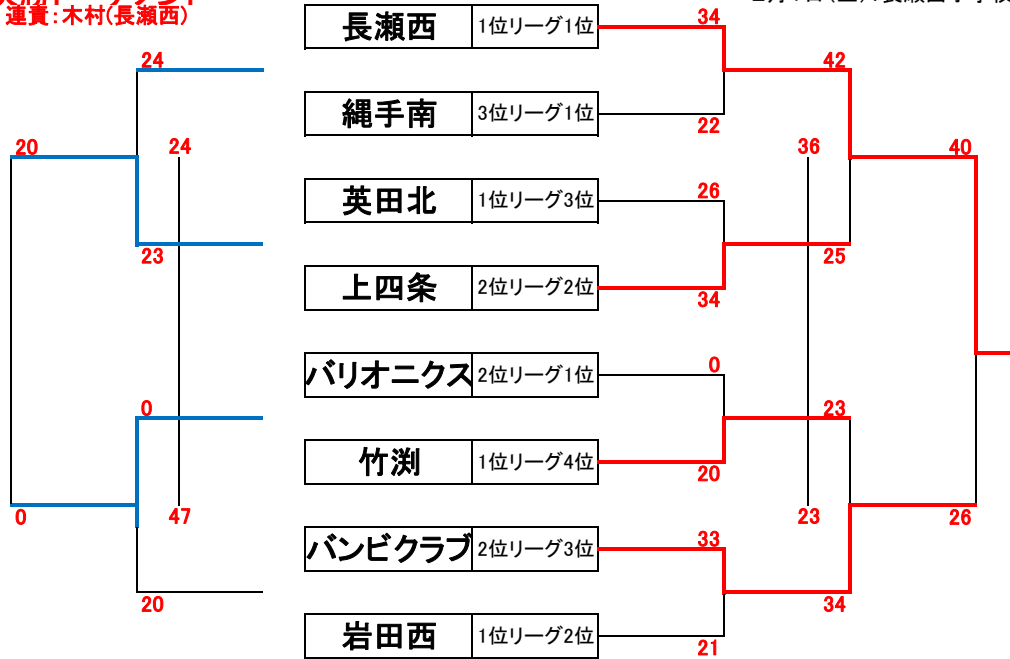 運責：木村(長瀬西)
長瀬西 1位リーグ1位
34
24
42
縄手南 3位リーグ1位
22
20
24
36
40
英田北 1位リーグ3位
26
23
25
上四条 2位リーグ2位
34
バリオニクス 2位リーグ1位
0
0
23
竹渕 1位リーグ4位
20
0
47
23
26
バンビクラブ 2位リーグ3位
33
20
34
岩田西 1位リーグ2位
21